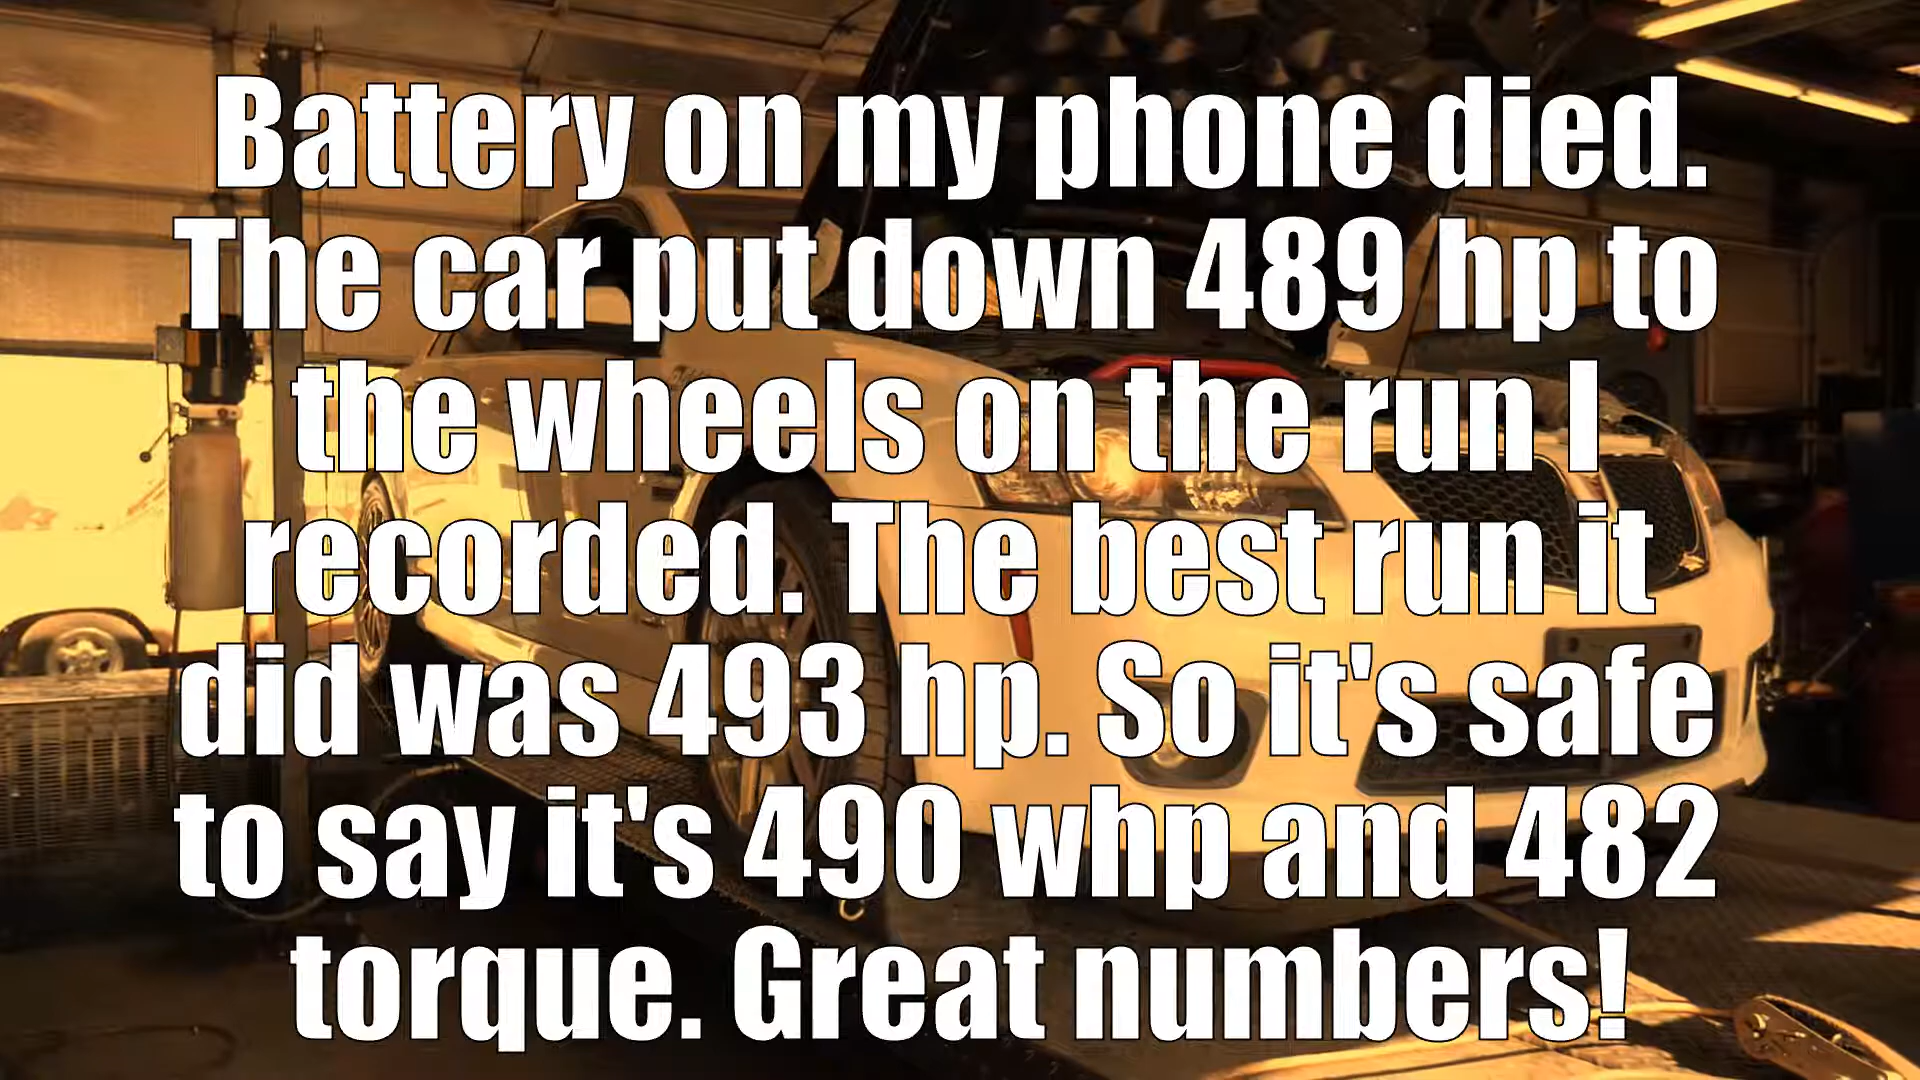 Battery on my phone died.
The car put down 489 hp to
the wheels on the run I
recorded. The best run it
did was 493 hp. So it's safe
to say it's 490 whp and 482
torque. Great numbers!